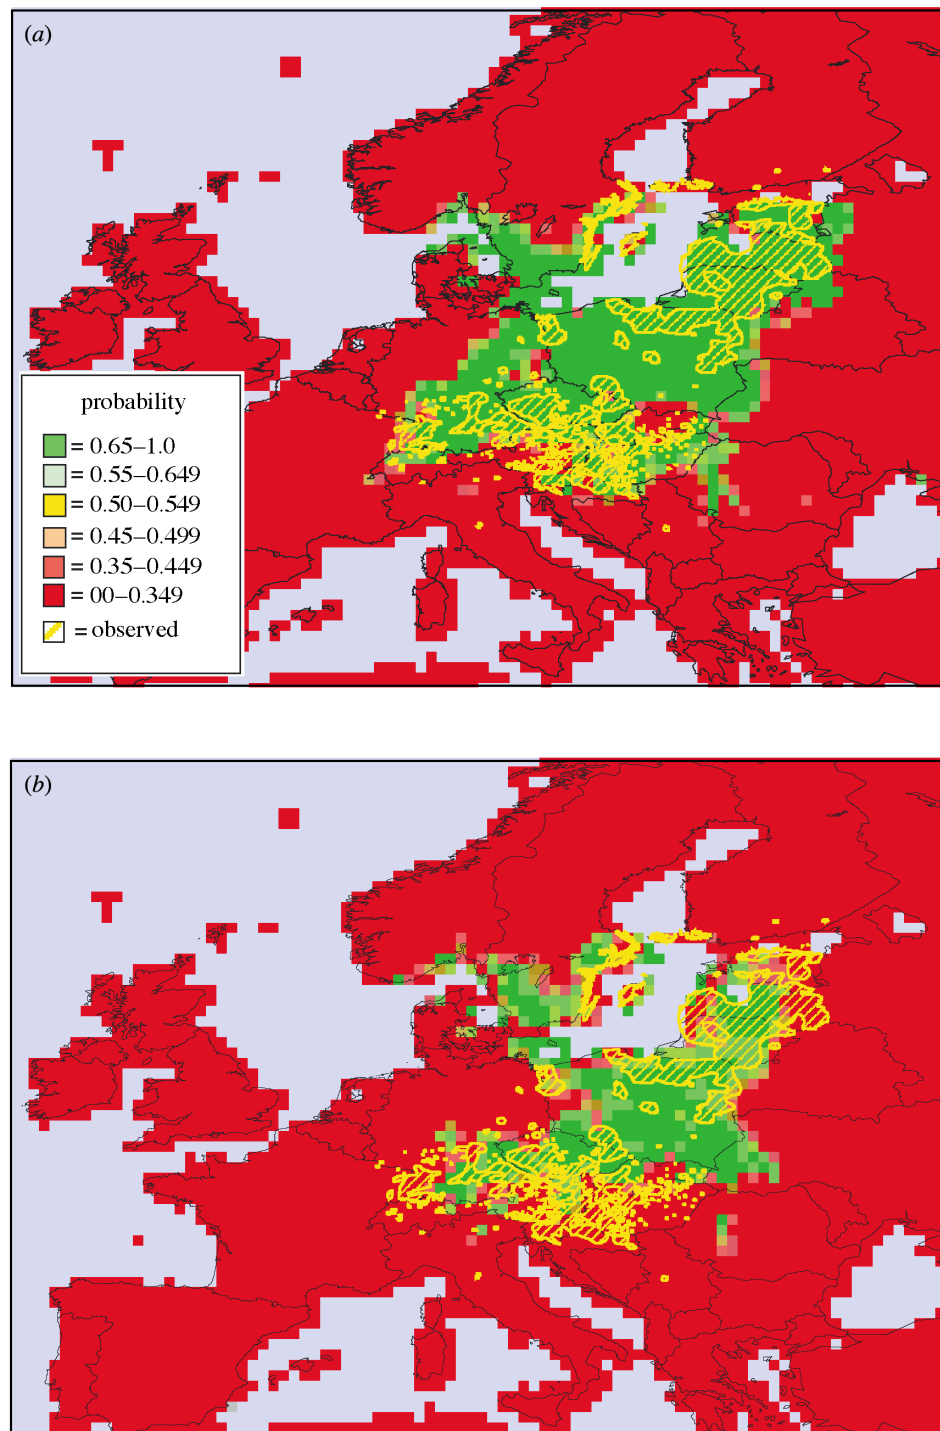 (a)
probability
= 0.65–1.0
= 0.55–0.649
= 0.50–0.549
= 0.45–0.499
= 0.35–0.449
= 00–0.349
= observed
(b)